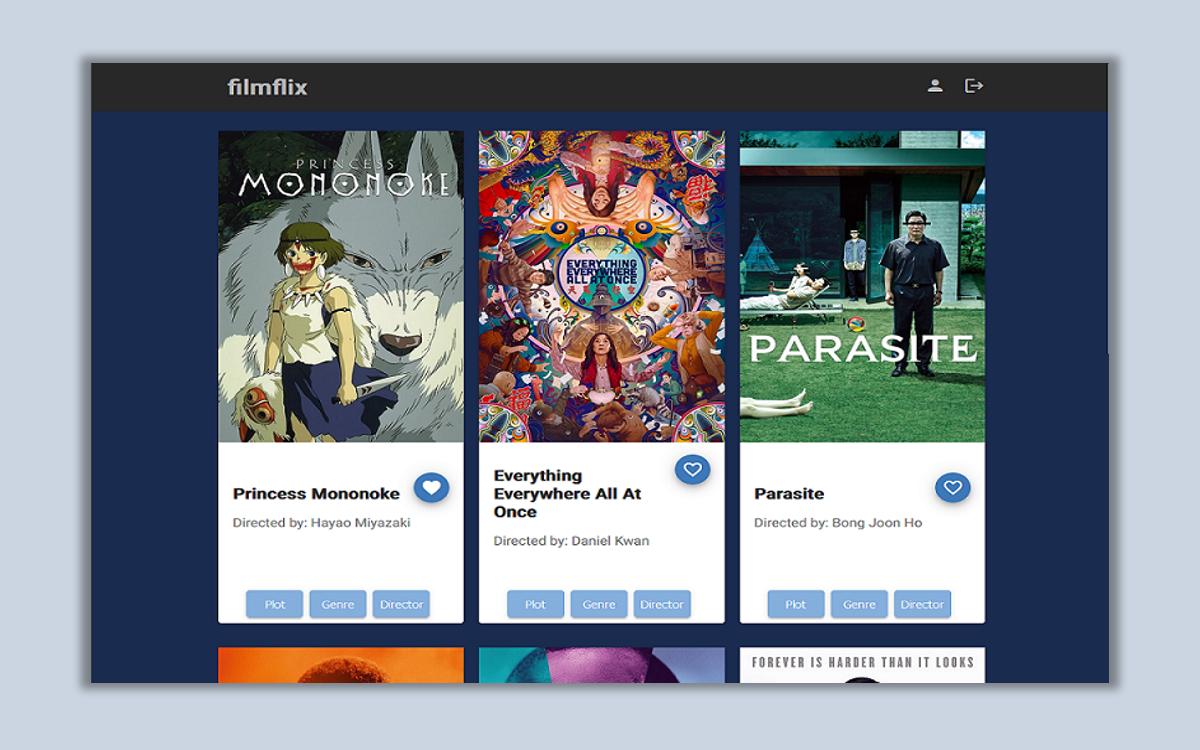 filmflix
PRINCESS
MONONOKE
EVERYTHING
EVERYWHERE
ALL AT ONCE
福
PARASITE
Princess Mononoke
Directed by: Hayao Miyazaki
Plot
Genre
Director
Everything
Everywhere All At
Once
Directed by: Daniel Kwan
Plot
Genre
Director
Parasite
Directed by: Bong Joon Ho
Plot
Genre
Director
FOREVER IS HARDER THAN IT LOOKS